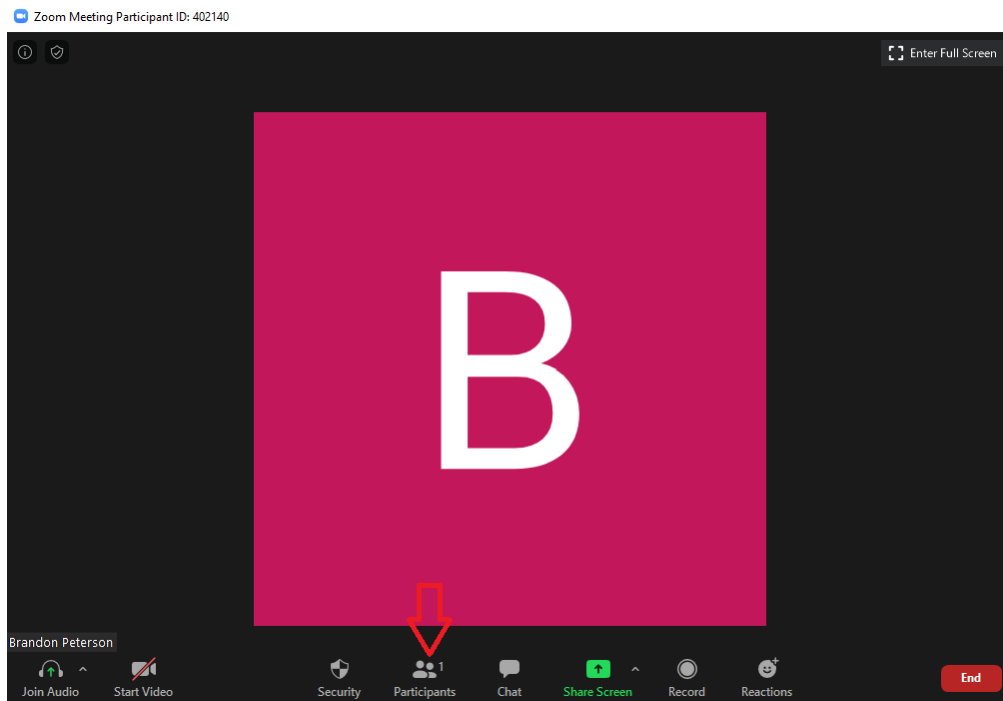 Zoom Meeting Participant ID: 402140
Enter Full Screen
B
Brandon Peterson
1
Join Audio Start Video Security Participants Chat Share Screen Record Reactions End